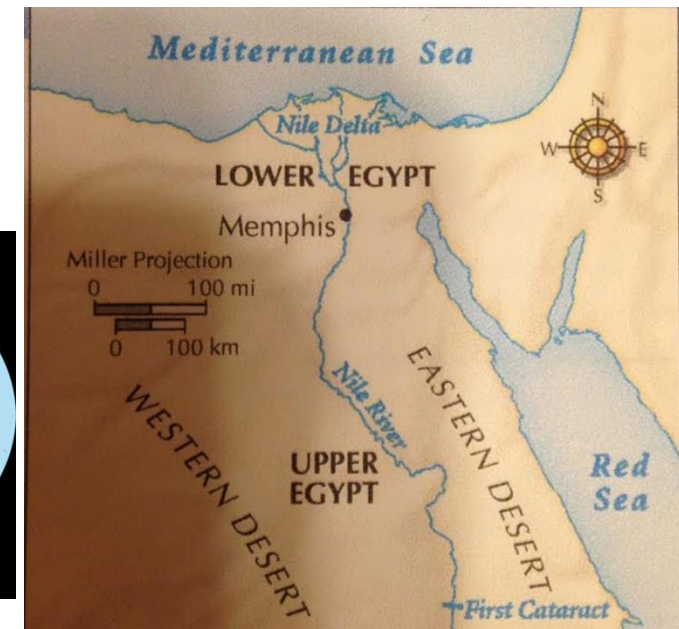 Mediterranean Sea
Nile Delta
N
W E
S
LOWER EGYPT
Memphis
Miller Projection
0 100 mi
0 100 km
Nile River
EASTERN DESERT
WESTERN DESERT
UPPER
EGYPT
Red
Sea
First Cataract